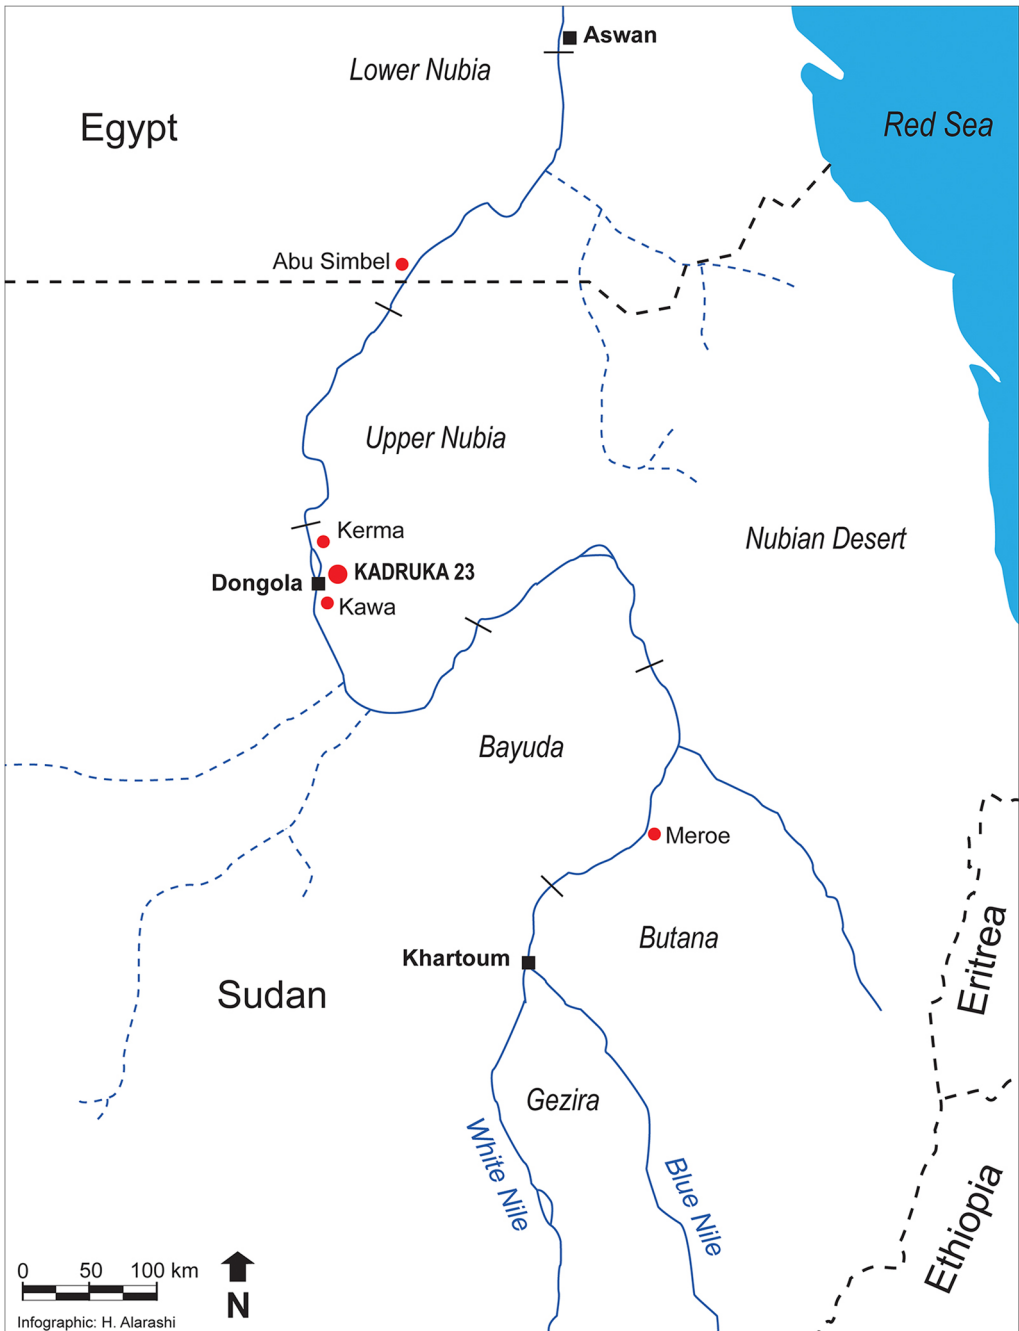 Aswan
Lower Nubia
Egypt
Red Sea
Abu Simbel
Upper Nubia
Kerma
Nubian Desert
KADRUKA 23
Dongola
Kawa
Bayuda
Meroe
Butana
Khartoum
Eritrea
Sudan
Gezira
White Nile
Blue Nile
Ethiopia
0 50 100 km
N
Infographic: H. Alarashi